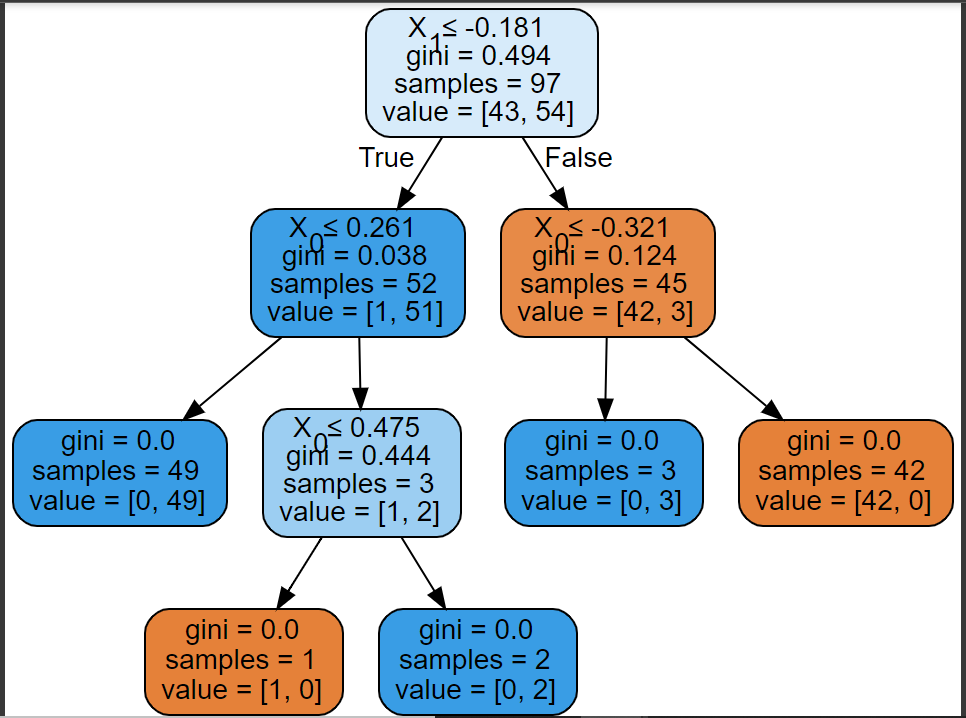 X₁ ≤ -0.181
gini = 0.494
samples = 97
value = [43, 54]
True
False
X₀ ≤ 0.261
gini = 0.038
samples = 52
value = [1, 51]
X₀ ≤ -0.321
gini = 0.124
samples = 45
value = [42, 3]
gini = 0.0
samples = 49
value = [0, 49]
X₀ ≤ 0.475
gini = 0.444
samples = 3
value = [1, 2]
gini = 0.0
samples = 3
value = [0, 3]
gini = 0.0
samples = 42
value = [42, 0]
gini = 0.0
samples = 1
value = [1, 0]
gini = 0.0
samples = 2
value = [0, 2]